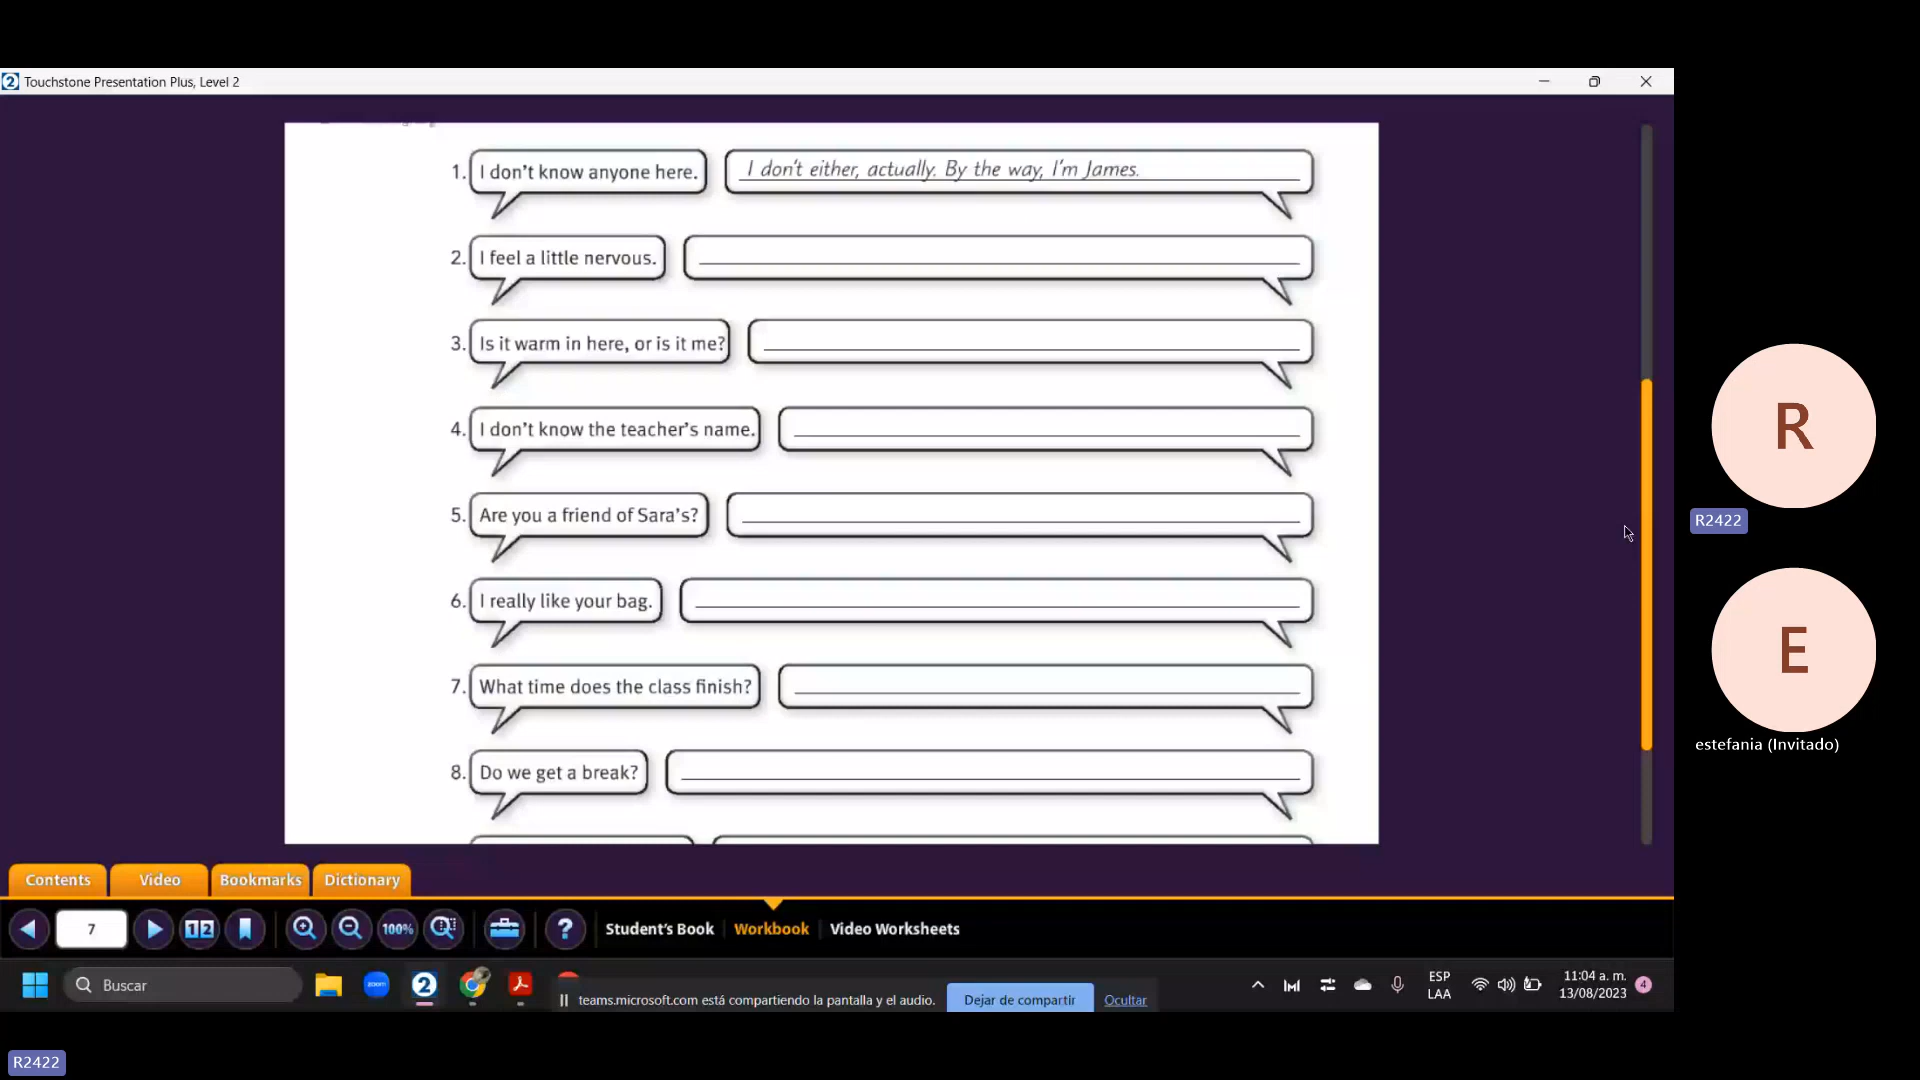 Touchstone Presentation Plus, Level 2
1. I don't know anyone here. I don't either, actually. By the way, I'm James.
2. I feel a little nervous.
3. Is it warm in here, or is it me?
4. I don't know the teacher's name.
5. Are you a friend of Sara's?
6. I really like your bag.
7. What time does the class finish?
8. Do we get a break?
R
R2422
E
estefania (Invitado)
Contents Video Bookmarks Dictionary
7 12 100% ? Student's Book Workbook Video Worksheets
Buscar zoom 2 teams.microsoft.com está compartiendo la pantalla y el audio. Dejar de compartir Ocultar
ESP
LAA
11:04 a. m.
13/08/2023 4
R2422